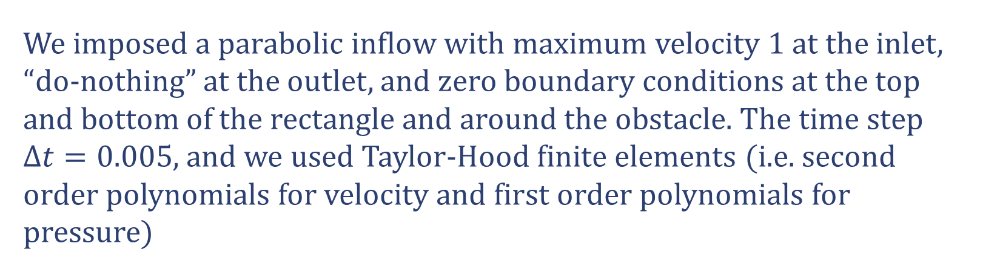 We imposed a parabolic inflow with maximum velocity 1 at the inlet,
“do-nothing” at the outlet, and zero boundary conditions at the top
and bottom of the rectangle and around the obstacle. The time step
Δt = 0.005, and we used Taylor-Hood finite elements (i.e. second
order polynomials for velocity and first order polynomials for
pressure)